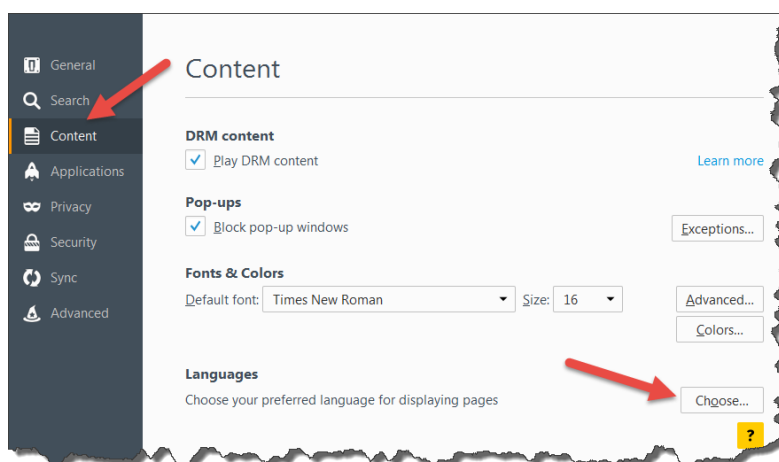 General
Search
Content
Applications
Privacy
Security
Sync
Advanced
Content
DRM content
Play DRM content
Learn more
Pop-ups
Block pop-up windows
Exceptions...
Fonts & Colors
Default font: Times New Roman Size: 16 Advanced...
Colors...
Languages
Choose your preferred language for displaying pages
Choose...
?